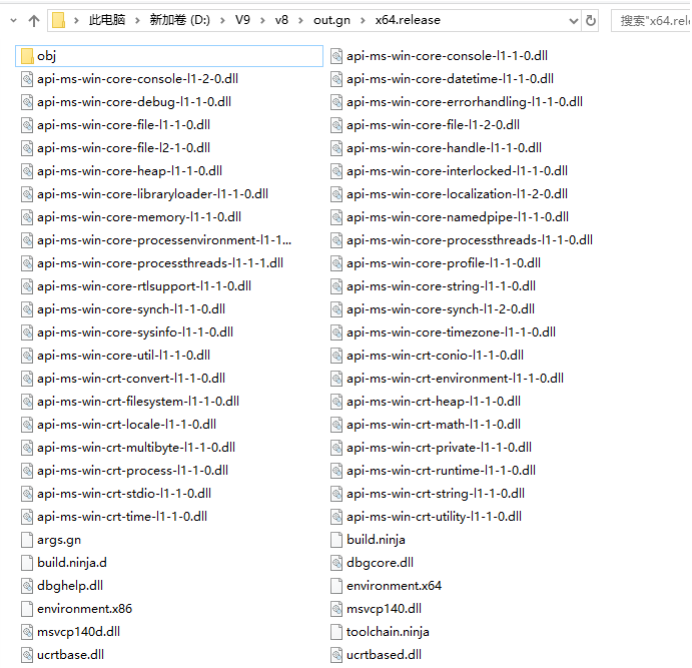 此电脑 > 新加卷 (D:) > V9 > v8 > out.gn > x64.release
搜索"x64.rele
obj
api-ms-win-core-console-l1-1-0.dll
api-ms-win-core-console-l1-2-0.dll
api-ms-win-core-datetime-l1-1-0.dll
api-ms-win-core-debug-l1-1-0.dll
api-ms-win-core-errorhandling-l1-1-0.dll
api-ms-win-core-file-l1-1-0.dll
api-ms-win-core-file-l1-2-0.dll
api-ms-win-core-file-l2-1-0.dll
api-ms-win-core-handle-l1-1-0.dll
api-ms-win-core-heap-l1-1-0.dll
api-ms-win-core-interlocked-l1-1-0.dll
api-ms-win-core-libraryloader-l1-1-0.dll
api-ms-win-core-localization-l1-2-0.dll
api-ms-win-core-memory-l1-1-0.dll
api-ms-win-core-namedpipe-l1-1-0.dll
api-ms-win-core-processenvironment-l1-1...
api-ms-win-core-processthreads-l1-1-0.dll
api-ms-win-core-processthreads-l1-1-1.dll
api-ms-win-core-profile-l1-1-0.dll
api-ms-win-core-rtlsupport-l1-1-0.dll
api-ms-win-core-string-l1-1-0.dll
api-ms-win-core-synch-l1-1-0.dll
api-ms-win-core-synch-l1-2-0.dll
api-ms-win-core-sysinfo-l1-1-0.dll
api-ms-win-core-timezone-l1-1-0.dll
api-ms-win-core-util-l1-1-0.dll
api-ms-win-crt-conio-l1-1-0.dll
api-ms-win-crt-convert-l1-1-0.dll
api-ms-win-crt-environment-l1-1-0.dll
api-ms-win-crt-filesystem-l1-1-0.dll
api-ms-win-crt-heap-l1-1-0.dll
api-ms-win-crt-locale-l1-1-0.dll
api-ms-win-crt-math-l1-1-0.dll
api-ms-win-crt-multibyte-l1-1-0.dll
api-ms-win-crt-private-l1-1-0.dll
api-ms-win-crt-process-l1-1-0.dll
api-ms-win-crt-runtime-l1-1-0.dll
api-ms-win-crt-stdio-l1-1-0.dll
api-ms-win-crt-string-l1-1-0.dll
api-ms-win-crt-time-l1-1-0.dll
api-ms-win-crt-utility-l1-1-0.dll
args.gn
build.ninja
build.ninja.d
dbgcore.dll
dbghelp.dll
environment.x64
environment.x86
msvcp140.dll
msvcp140d.dll
toolchain.ninja
ucrtbase.dll
ucrtbased.dll